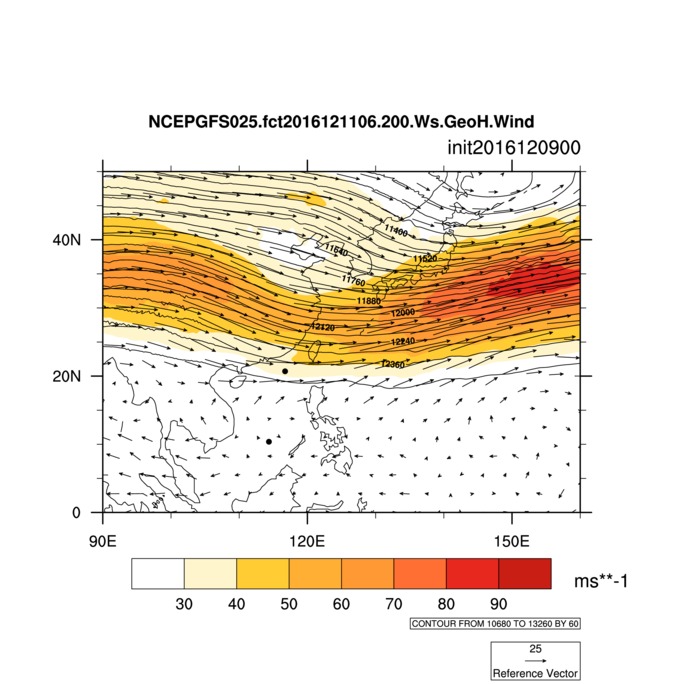 NCEPGFS025.fct2016121106.200.Ws.GeoH.Wind
init2016120900
40N
20N
0
11400
11640
11520
11760
11880
12000
12120
12240
12360
90E 120E 150E
30 40 50 60 70 80 90
ms**-1
CONTOUR FROM 10680 TO 13260 BY 60
25
Reference Vector